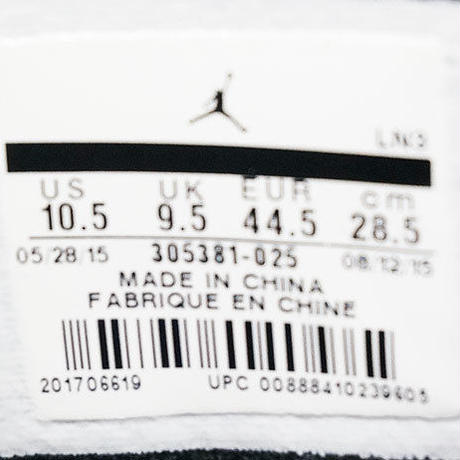 US UK EUR cm
10.5 9.5 44.5 28.5
05/28/15 305381-025 08/12/15
MADE IN CHINA
FABRIQUE EN CHINE
201706619 UPC 00888410239605